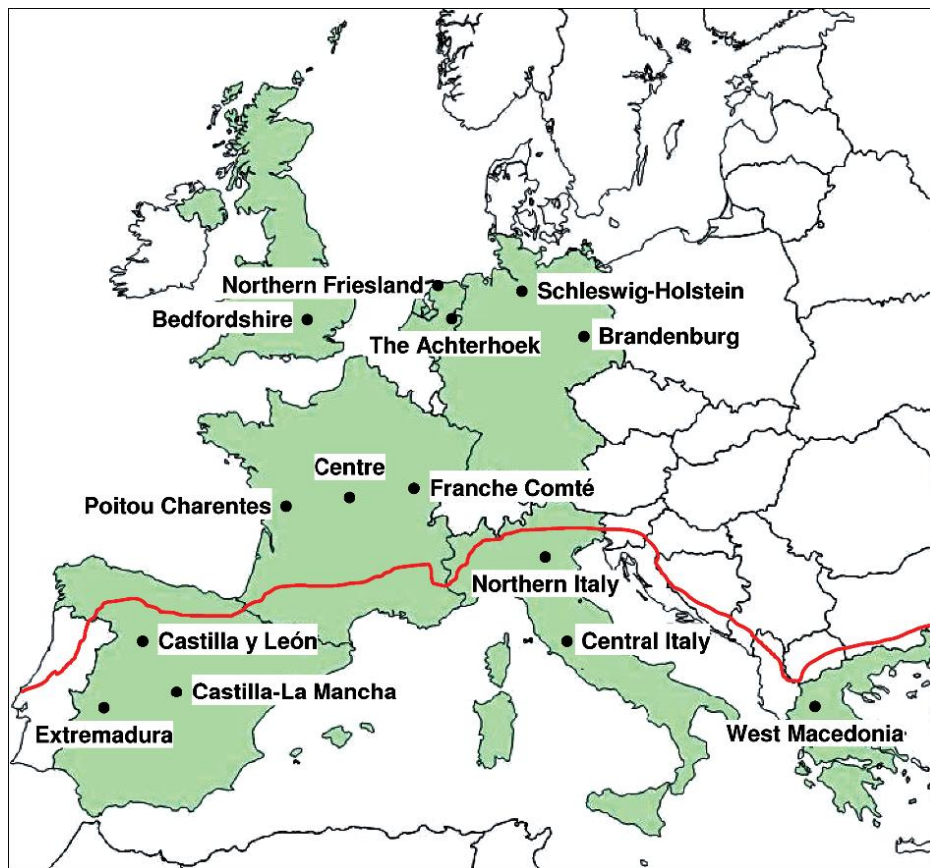 Northern Friesland
Schleswig-Holstein
Bedfordshire
The Achterhoek
Brandenburg
Centre
Poitou Charentes
Franche Comté
Northern Italy
Castilla y León
Central Italy
Castilla-La Mancha
Extremadura
West Macedonia